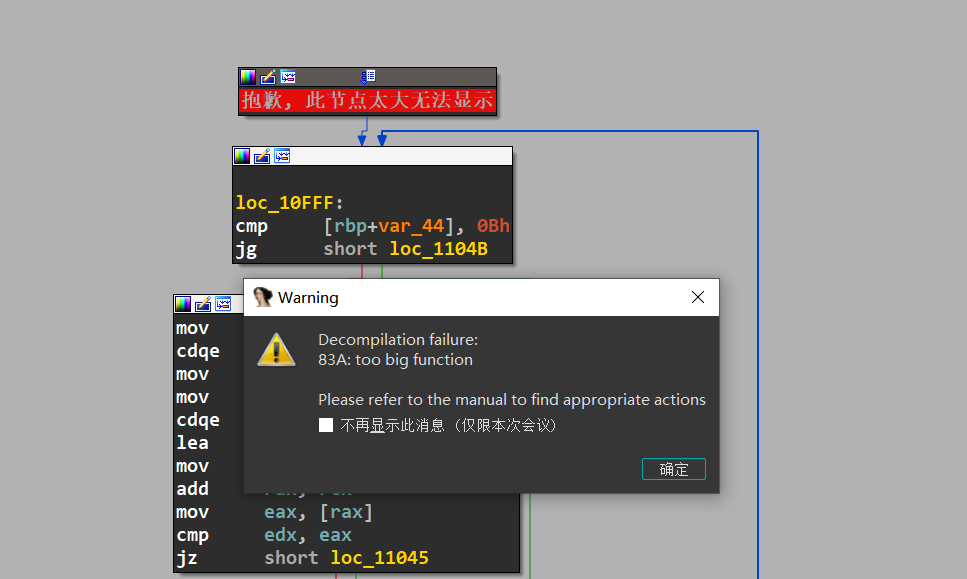 抱歉，此节点太大无法显示
loc_10FFF:
cmp [rbp+var_44], 0Bh
jg short loc_1104B
Warning
Decompilation failure:
83A: too big function
Please refer to the manual to find appropriate actions
不再显示此消息（仅限本次会议）
确定
mov
cdqe
mov
mov
cdqe
lea
mov
add
mov eax, [rax]
cmp edx, eax
jz short loc_11045